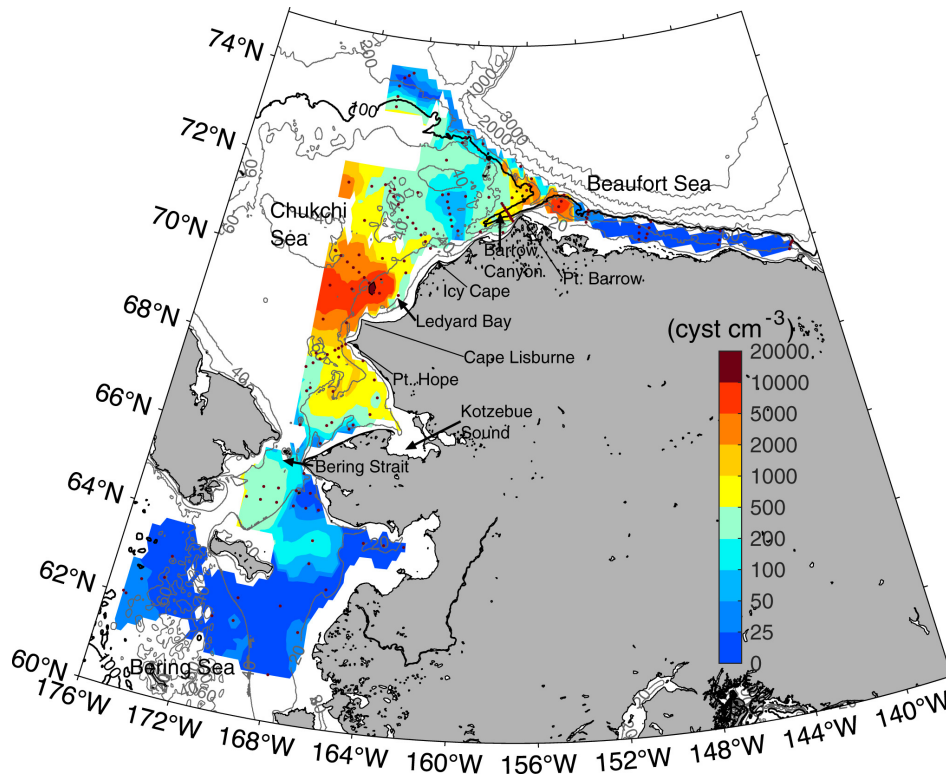 74°N
72°N
70°N
68°N
66°N
64°N
62°N
60°N
176°W
172°W
168°W
164°W
160°W
156°W
152°W
148°W
144°W
140°W
1000
2000
3000
100
60
40
Beaufort Sea
Chukchi
Sea
Barrow
Canyon
Pt. Barrow
Icy Cape
Ledyard Bay
Cape Lisburne
Pt. Hope
Kotzebue
Sound
Bering Strait
Bering Sea
100
(cyst cm⁻³)
20000
10000
5000
2000
1000
500
200
100
50
25
0